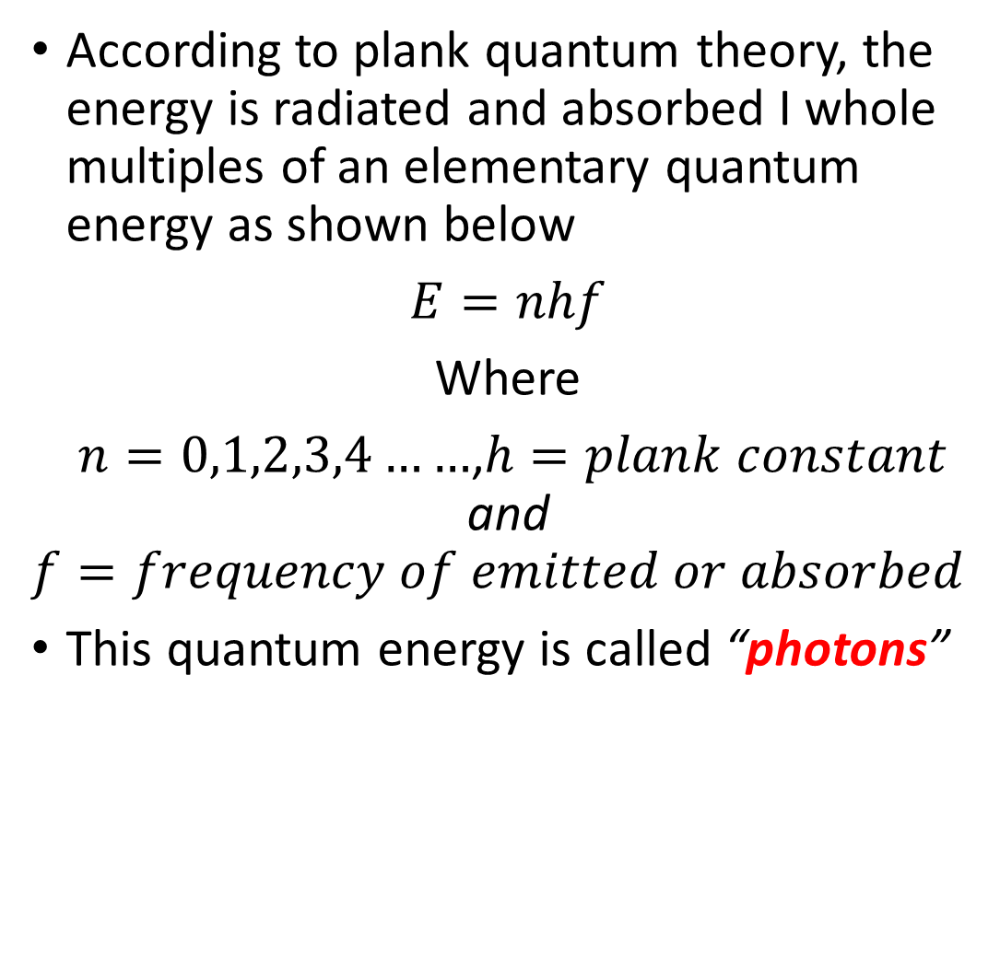 • According to plank quantum theory, the
energy is radiated and absorbed I whole
multiples of an elementary quantum
energy as shown below
𝐸 = 𝑛ℎ𝑓
Where
𝑛 = 0,1,2,3,4 … …,ℎ = 𝑝𝑙𝑎𝑛𝑘 𝑐𝑜𝑛𝑠𝑡𝑎𝑛𝑡
and
𝑓 = 𝑓𝑟𝑒𝑞𝑢𝑒𝑛𝑐𝑦 𝑜𝑓 𝑒𝑚𝑖𝑡𝑡𝑒𝑑 𝑜𝑟 𝑎𝑏𝑠𝑜𝑟𝑏𝑒𝑑
• This quantum energy is called “photons”